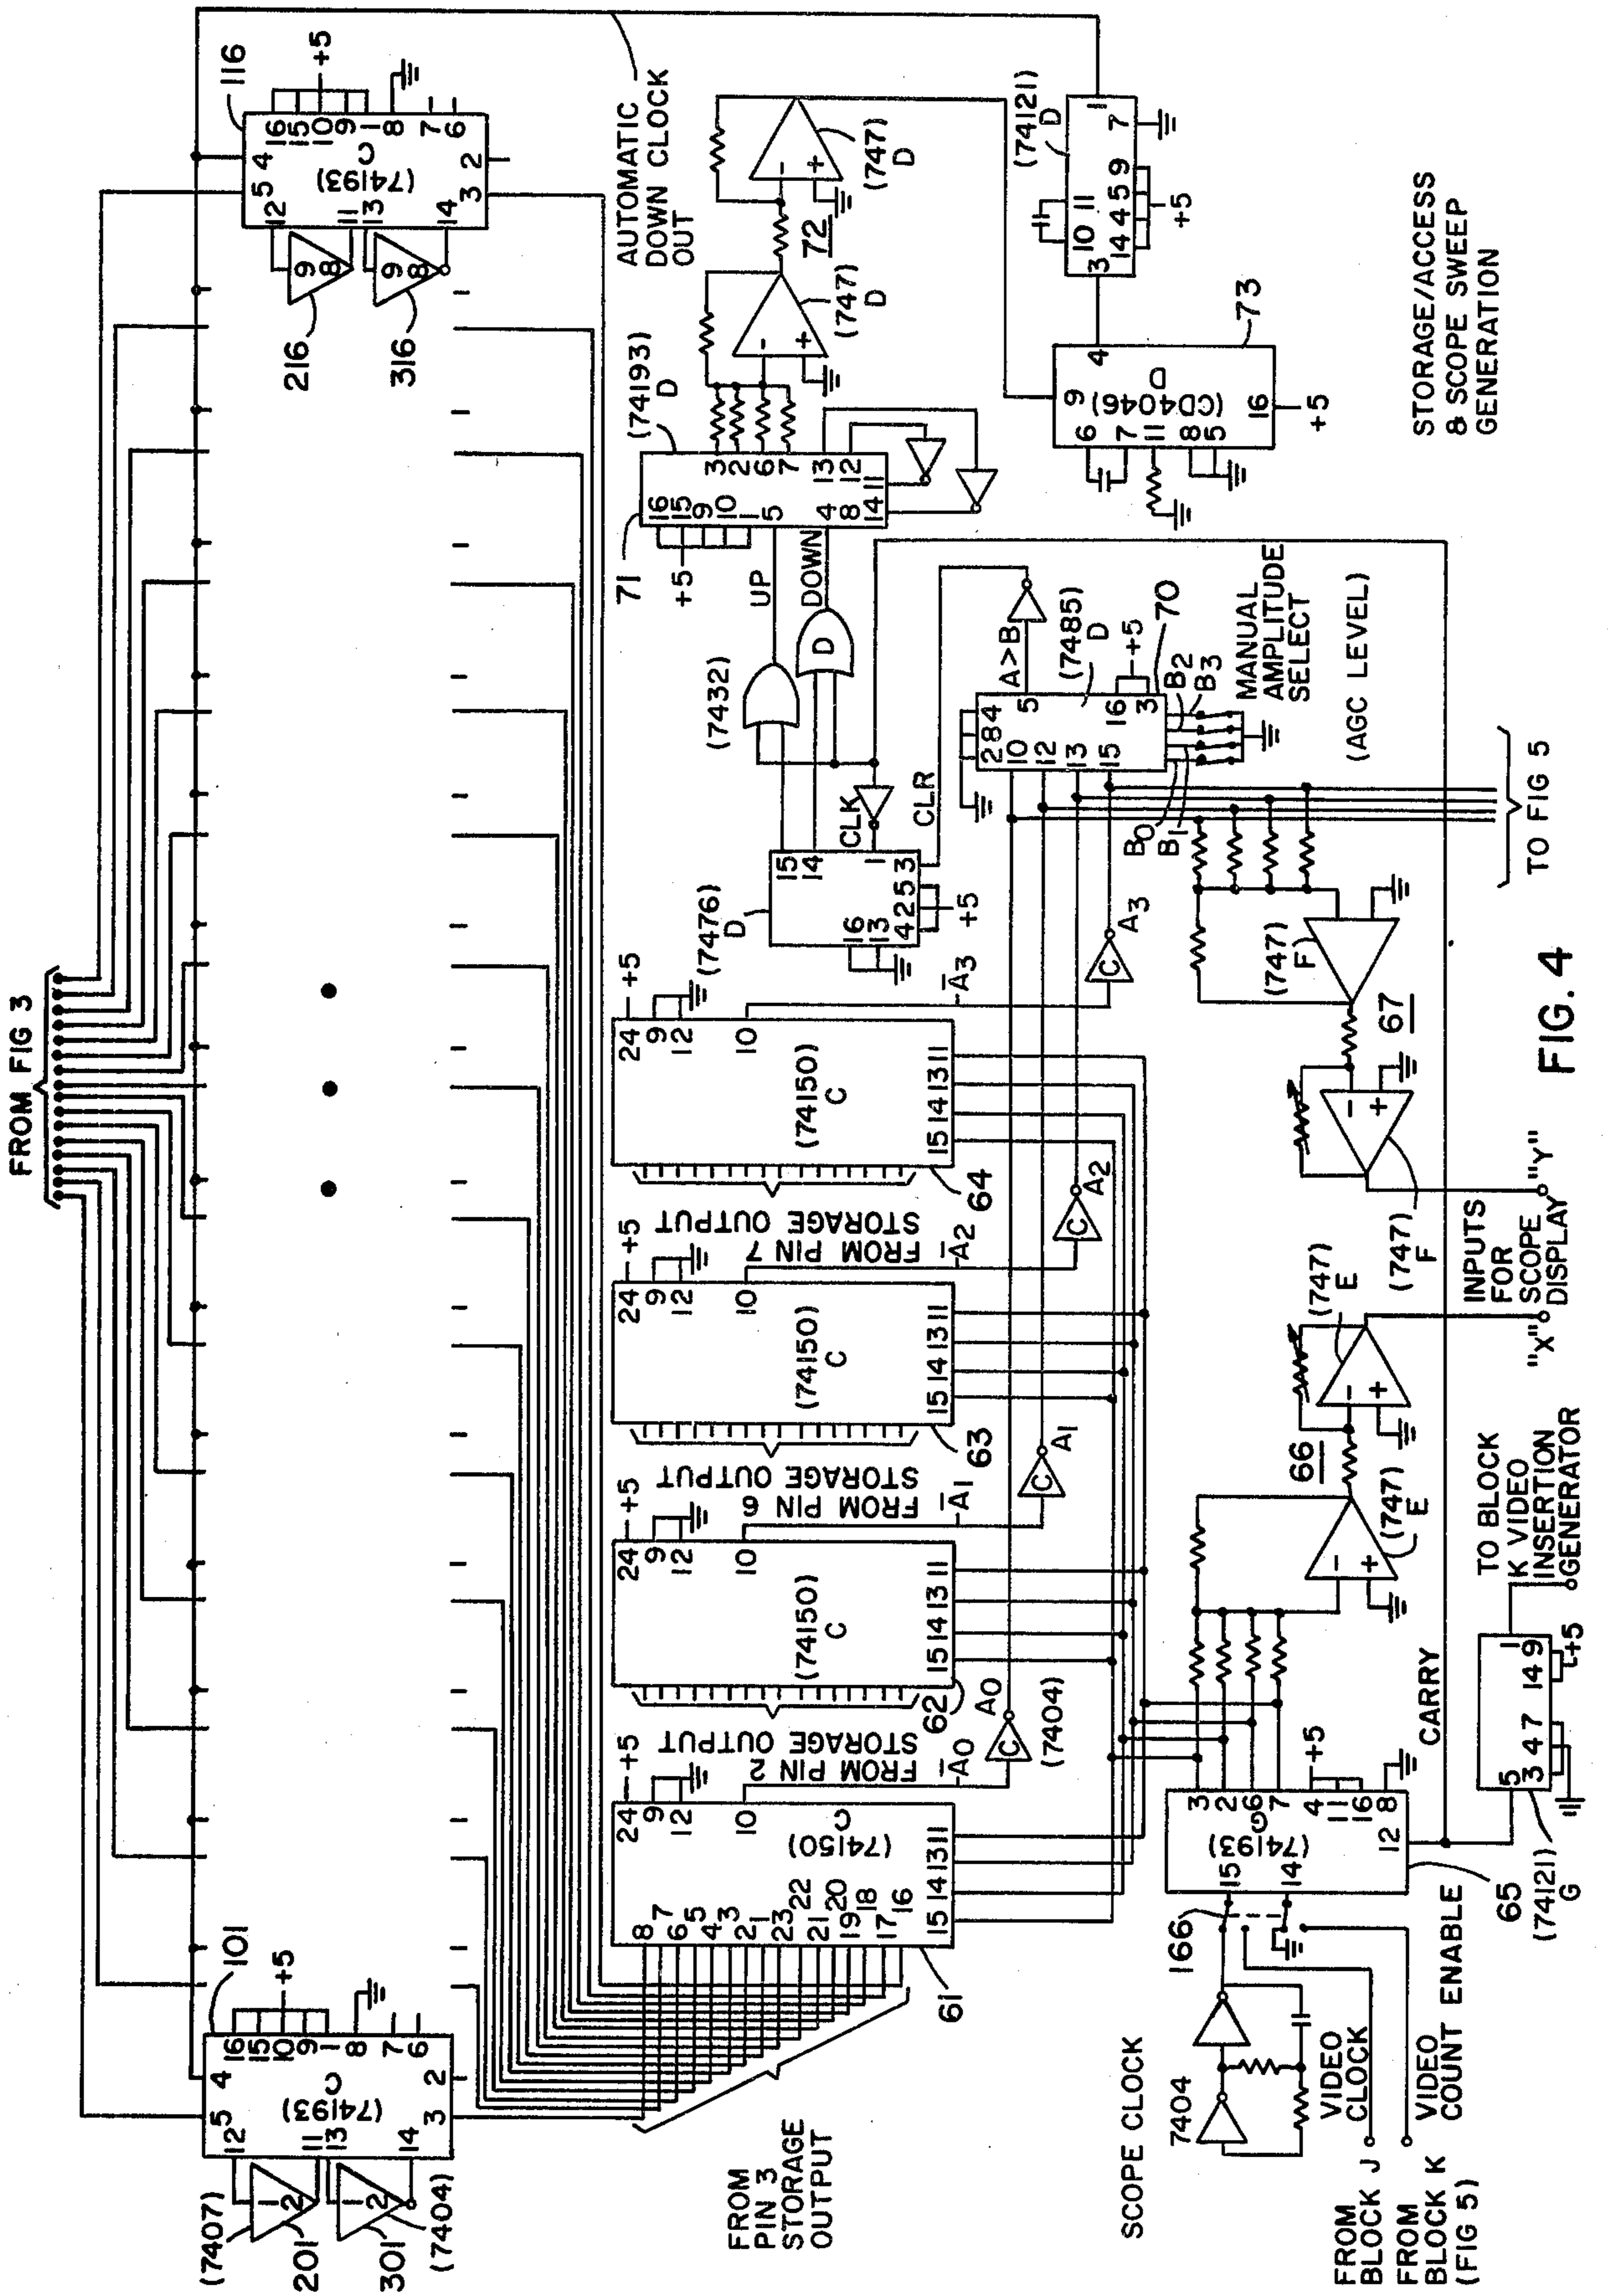 FROM FIG 3
116
5 4
16
15
10
9
1
8
7
6
+5
C
(74193)
12
11
13
14
3 2
9 8
9 8
216
316
101
5 4
16
15
10
9
1
8
7
6
+5
C
(74193)
12
11
13
14
3 2
1 2
1 2
(7407)
201
301
(7404)
AUTOMATIC
DOWN CLOCK
OUT
FROM
PIN 3
STORAGE
OUTPUT
8
7
6
5
4
3
2
1
23
22
21
20
19
18
17
16
24 +5
9
12
10
C
(74150)
15 14 13 11
61
FROM PIN 2
STORAGE OUTPUT
24 +5
9
12
10
(74150)
C
15 14 13 11
62
FROM PIN 6
STORAGE OUTPUT
24 +5
9
12
10
(74150)
C
15 14 13 11
63
FROM PIN 7
STORAGE OUTPUT
24 +5
9
12
10
(74150)
C
15 14 13 11
64
A0
A1
A2
A3
C A0
(7404)
C A1
C A2
C A3
(7476)
D
15
14
16
13
1
4 2 5 3
+5
CLK
CLR
(7432)
D
UP
DOWN
71
(74193)
D
+5
16
15
9
10
1
5
4
8
14
3
2
6
7
13
12
11
-
+
(747)
D
72
-
+
(747)
D
2 8 4
10
12
13
15
5
16
3
A>B
(7485)
D
+5
70
B0
B1
B2
B3
MANUAL
AMPLITUDE
SELECT
(AGC LEVEL)
TO FIG 5
(74121)
D
10 11
3
1
14 4 5 9
7
+5
73
9 4
6
7
11
8
5
D
(CD4046)
16
+5
STORAGE/ACCESS
& SCOPE SWEEP
GENERATION
SCOPE CLOCK
7404
166
VIDEO
CLOCK
FROM
BLOCK J
FROM
BLOCK K
(FIG 5)
VIDEO
COUNT ENABLE
15
14
(74193)
G
3
2
6
7
4
11
16
8
12
+5
65
CARRY
(74121)
G
5
1
3 4 7 14 9
+5
TO BLOCK
K VIDEO
INSERTION
GENERATOR
-
+
(747)
E
66
-
+
(747)
E
"X"
INPUTS
FOR
SCOPE
DISPLAY
"Y"
(747)
F
-
+
67
(747)
F
FIG. 4